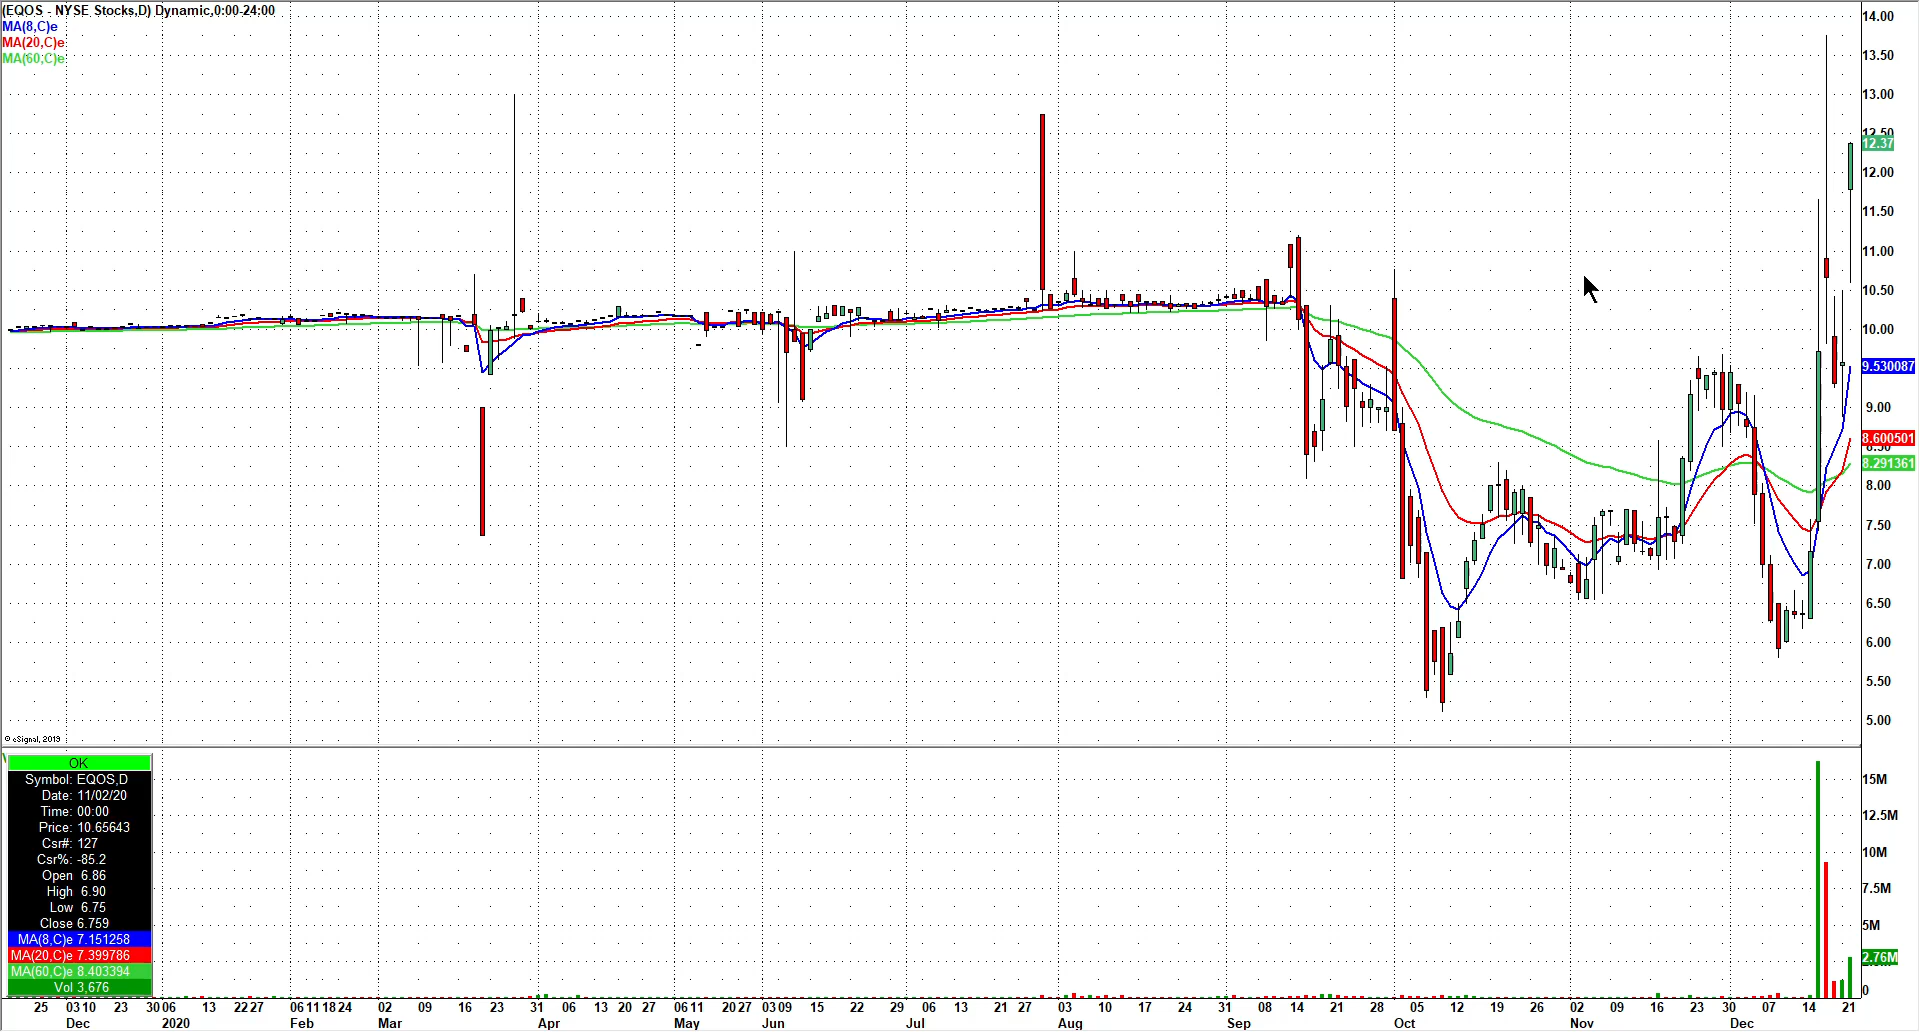 (EQOS - NYSE Stocks,D) Dynamic,0:00-24:00
MA(8,C)e
MA(20,C)e
MA(60,C)e
14.00
13.50
13.00
12.50
12.37
12.00
11.50
11.00
10.50
10.00
9.530087
9.00
8.600501
8.50
8.291361
8.00
7.50
7.00
6.50
6.00
5.50
5.00
© eSignal, 2019
OK
Symbol: EQOS,D
Date: 11/02/20
Time: 00:00
Price: 10.65643
Csr#: 127
Csr%: -85.2
Open 6.86
High 6.90
Low 6.75
Close 6.759
MA(8,C)e 7.151258
MA(20,C)e 7.399786
MA(60,C)e 8.403394
Vol 3,676
15M
12.5M
10M
7.5M
5M
2.76M
0
25 03 10 23 30 06 13 22 27 06 11 18 24 02 09 16 23 31 06 13 20 27 06 11 20 27 03 09 15 22 29 06 13 21 27 03 10 17 24 31 08 14 21 28 05 12 19 26 02 09 16 23 30 07 14 21
Dec 2020 Feb Mar Apr May Jun Jul Aug Sep Oct Nov Dec